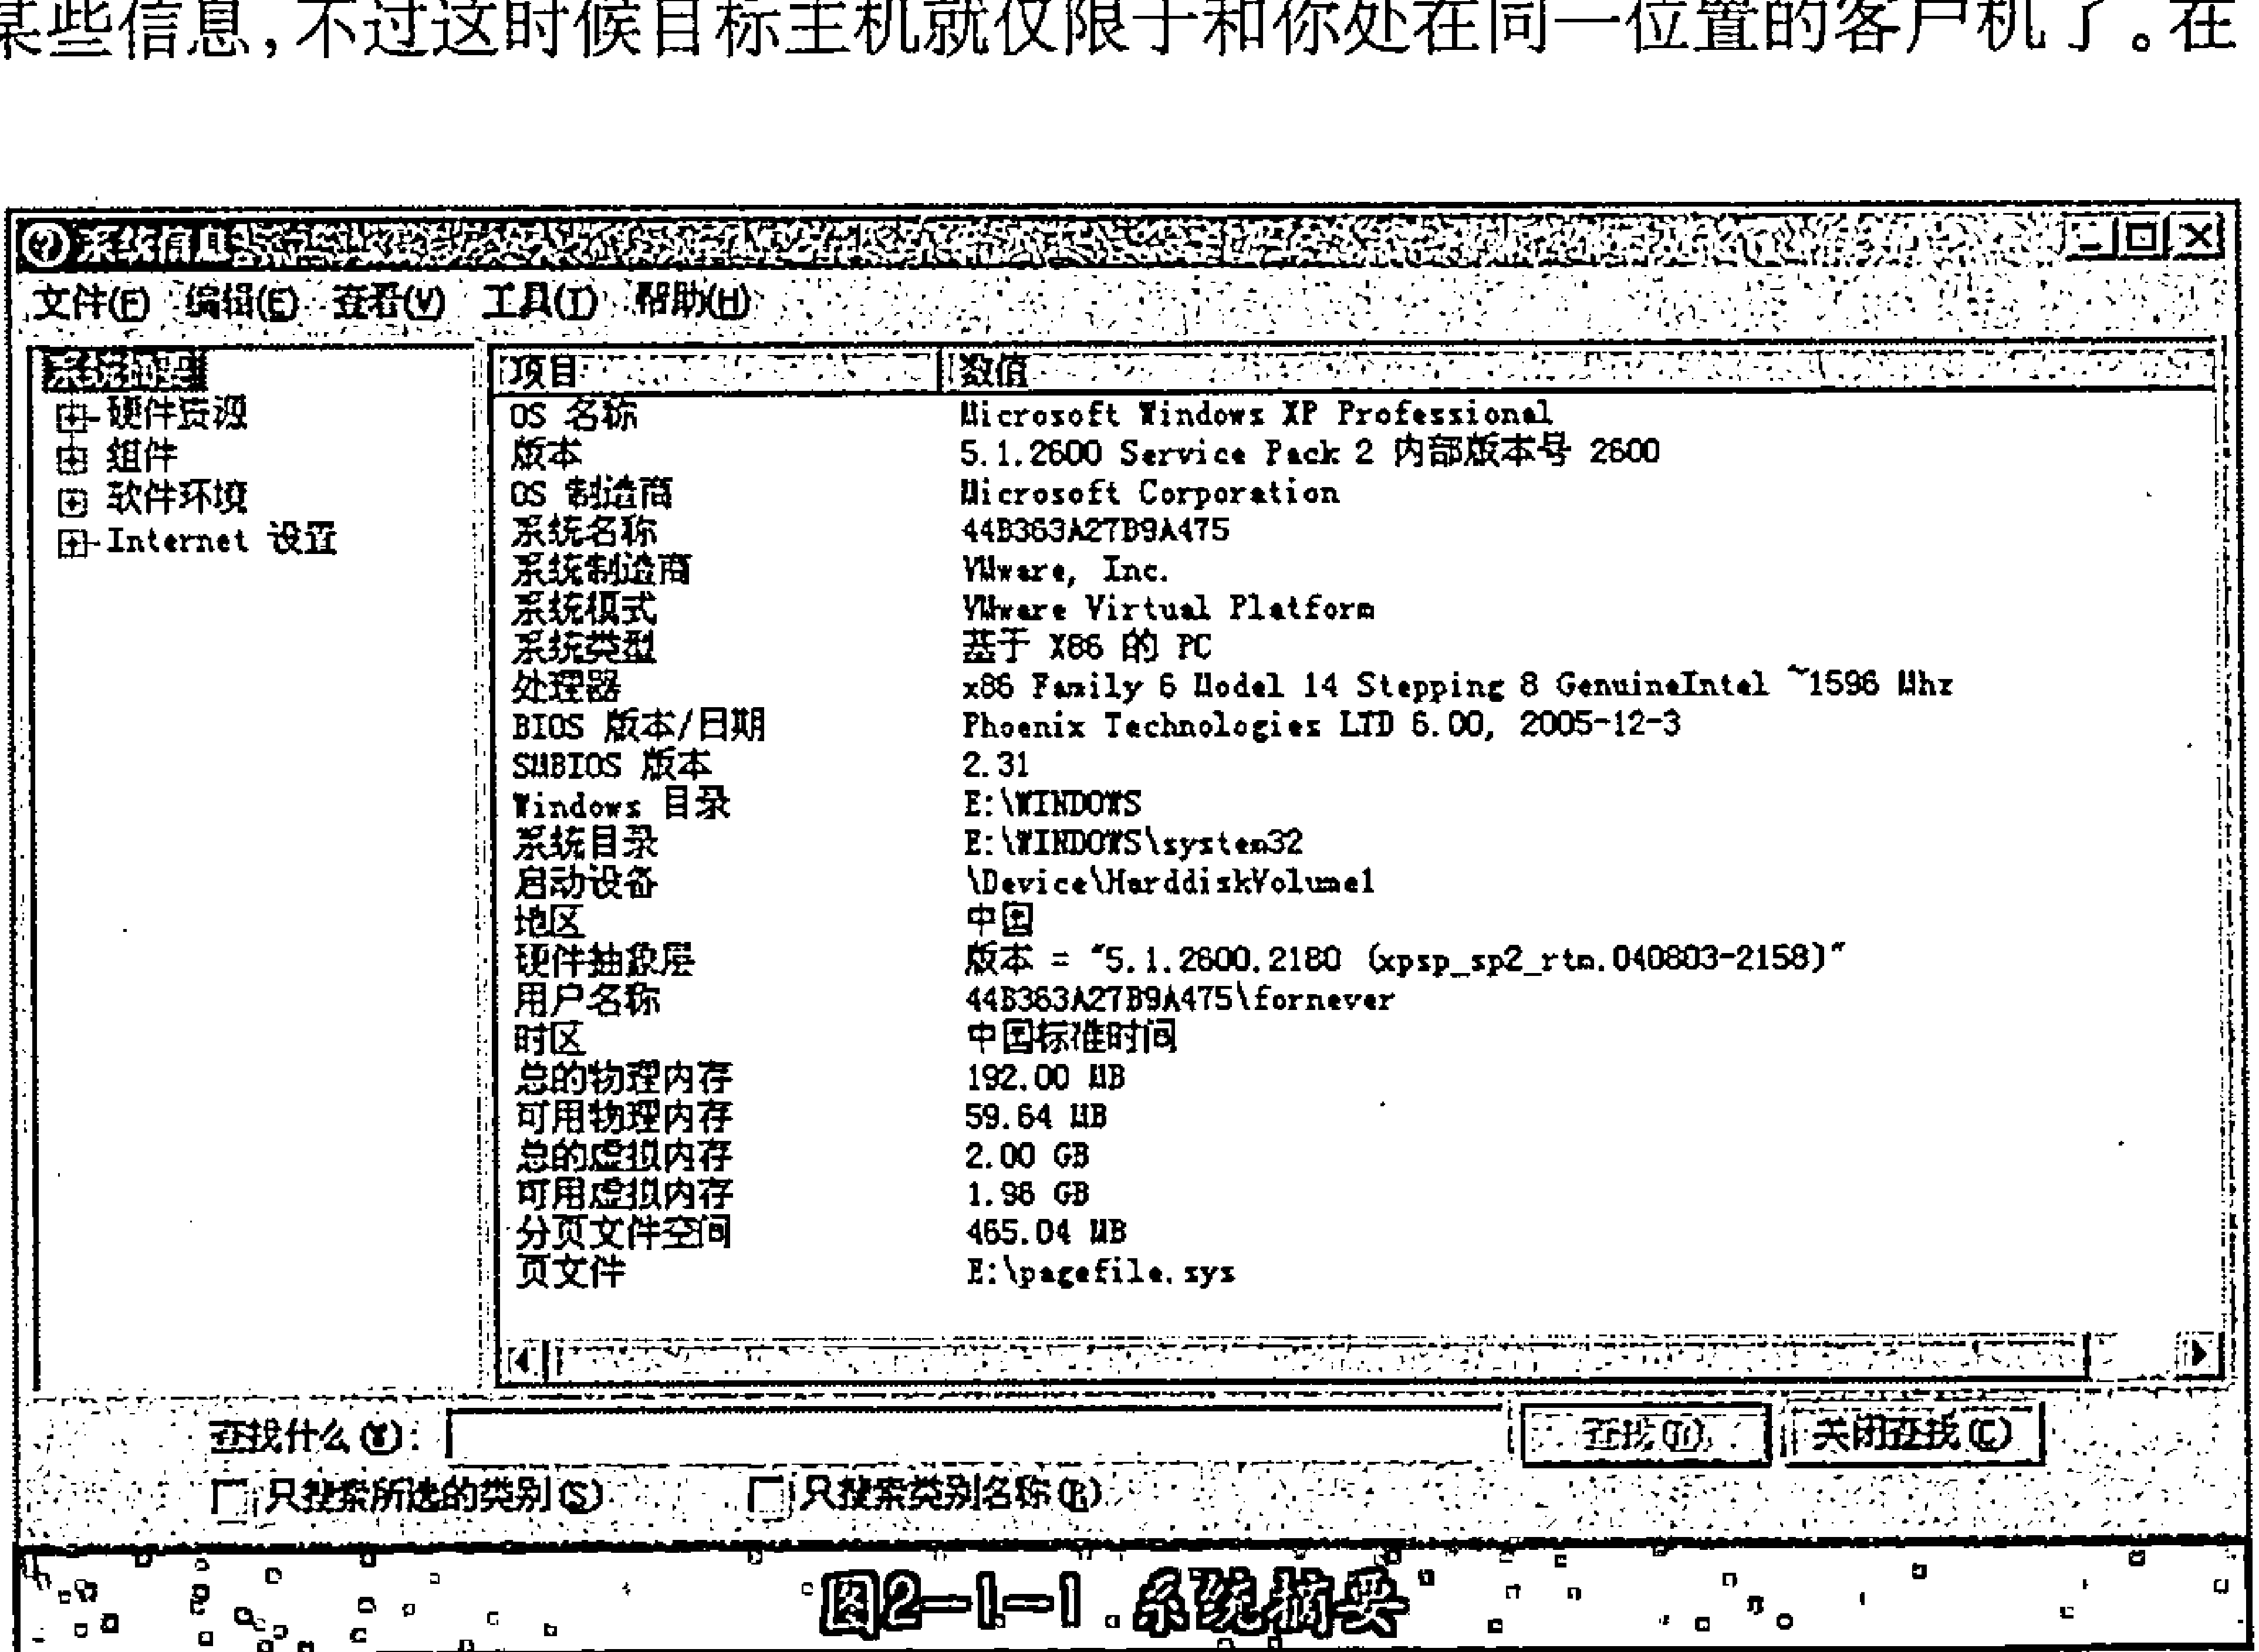 某些信息,不过这时候目标主机就仅限于和你处在同一位置的客户机了。在
系统信息
文件(F) 编辑(E) 查看(V) 工具(T) 帮助(H)
系统摘要
硬件资源
组件
软件环境
Internet 设置
项目 数值
OS 名称 Microsoft Windows XP Professional
版本 5.1.2600 Service Pack 2 内部版本号 2600
OS 制造商 Microsoft Corporation
系统名称 44B363A27B9A475
系统制造商 VMware, Inc.
系统模式 VMware Virtual Platform
系统类型 基于 X86 的 PC
处理器 x86 Family 6 Model 14 Stepping 8 GenuineIntel ~1596 Mhz
BIOS 版本/日期 Phoenix Technologies LTD 6.00, 2005-12-3
SMBIOS 版本 2.31
Windows 目录 E:\WINDOWS
系统目录 E:\WINDOWS\system32
启动设备 \Device\HarddiskVolume1
地区 中国
硬件抽象层 版本 = "5.1.2600.2180 (xpsp_sp2_rtm.040803-2158)"
用户名称 44B363A27B9A475\fornever
时区 中国标准时间
总的物理内存 192.00 MB
可用物理内存 59.64 MB
总的虚拟内存 2.00 GB
可用虚拟内存 1.96 GB
分页文件空间 465.04 MB
页文件 E:\pagefile.sys
查找什么(W): 查找(D) 关闭查找(C)
只搜索所选的类别(S) 只搜索类别名称(R)
图2-1-1 系统摘要